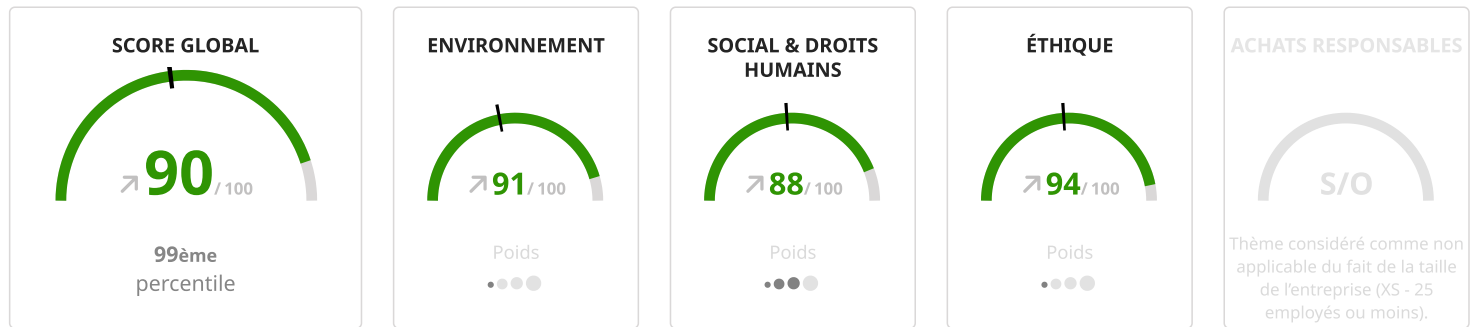 SCORE GLOBAL
90 / 100
99ème
percentile
ENVIRONNEMENT
91 / 100
Poids
SOCIAL & DROITS
HUMAINS
88 / 100
Poids
ÉTHIQUE
94 / 100
Poids
ACHATS RESPONSABLES
S/O
Thème considéré comme non
applicable du fait de la taille
de l'entreprise (XS - 25
employés ou moins).